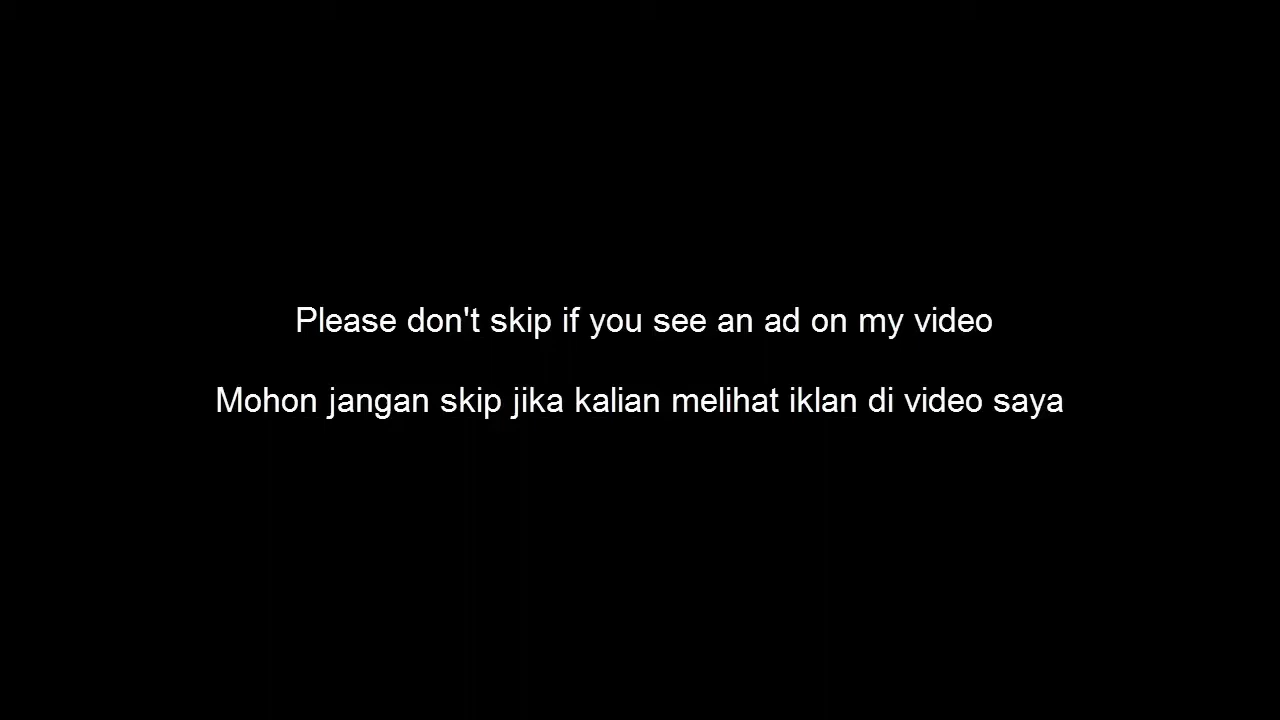 Please don't skip if you see an ad on my video
Mohon jangan skip jika kalian melihat iklan di video saya